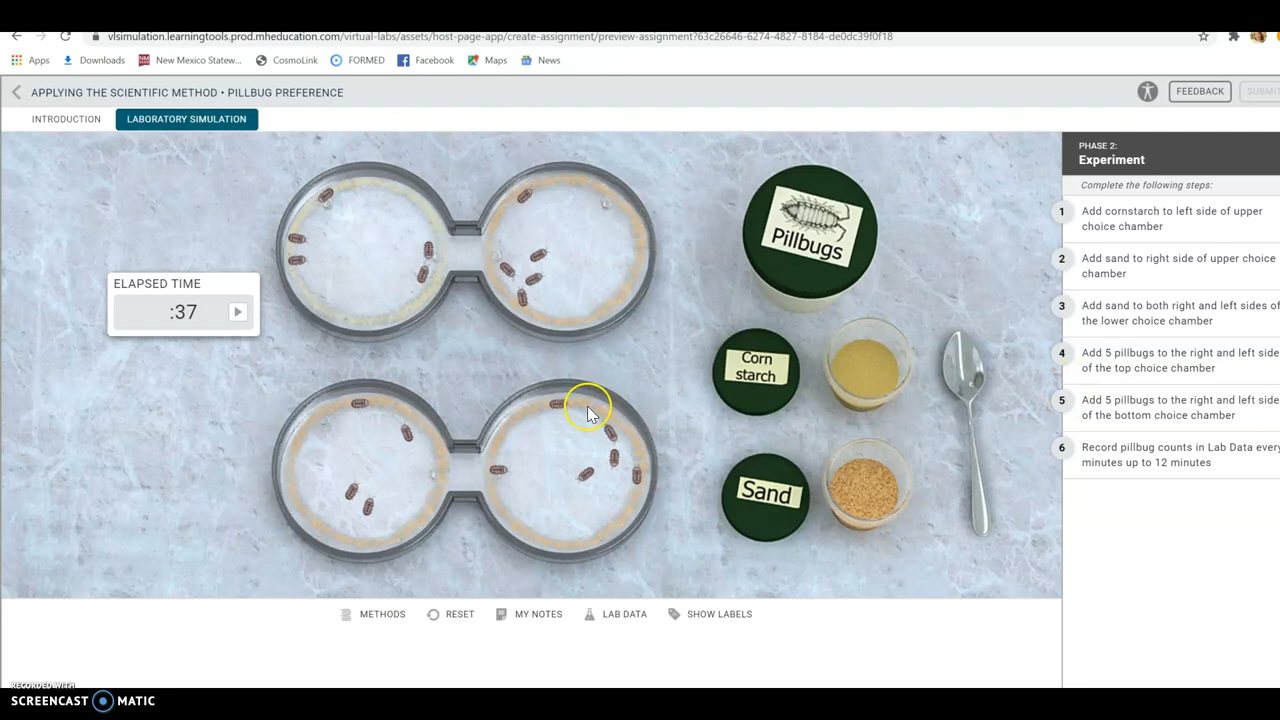 vlsimulation.learningtools.prod.mheducation.com/virtual-labs/assets/host-page-app/create-assignment/preview-assignment?63c26646-6274-4827-8184-de0dc39f0f18
Apps Downloads New Mexico Statew... CosmoLink FORMED Facebook Maps News
APPLYING THE SCIENTIFIC METHOD • PILLBUG PREFERENCE
FEEDBACK
SUBMI
INTRODUCTION
LABORATORY SIMULATION
PHASE 2:
Experiment
Complete the following steps:
1 Add cornstarch to left side of upper
choice chamber
2 Add sand to right side of upper choice
chamber
3 Add sand to both right and left sides of
the lower choice chamber
4 Add 5 pillbugs to the right and left side
of the top choice chamber
5 Add 5 pillbugs to the right and left side
of the bottom choice chamber
6 Record pillbug counts in Lab Data every
minutes up to 12 minutes
ELAPSED TIME
:37
Pillbugs
Corn
starch
Sand
METHODS RESET MY NOTES LAB DATA SHOW LABELS
RECORDED WITH
SCREENCAST MATIC